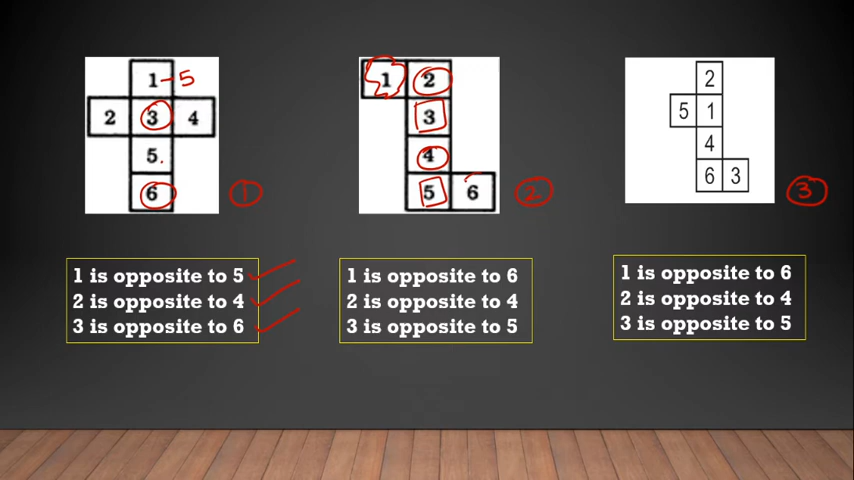 1 - 5
2 3 4
5.
6
1
1 2
3
4
5 6
2
2
5 1
4
6 3
3
1 is opposite to 5
2 is opposite to 4
3 is opposite to 6
1 is opposite to 6
2 is opposite to 4
3 is opposite to 5
1 is opposite to 6
2 is opposite to 4
3 is opposite to 5